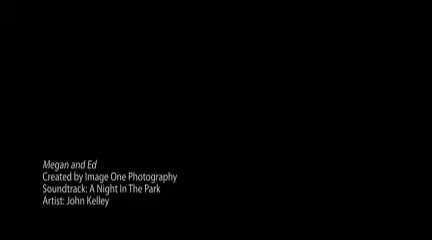 Megan and Ed
Created by Image One Photography
Soundtrack: A Night In The Park
Artist: John Kelley